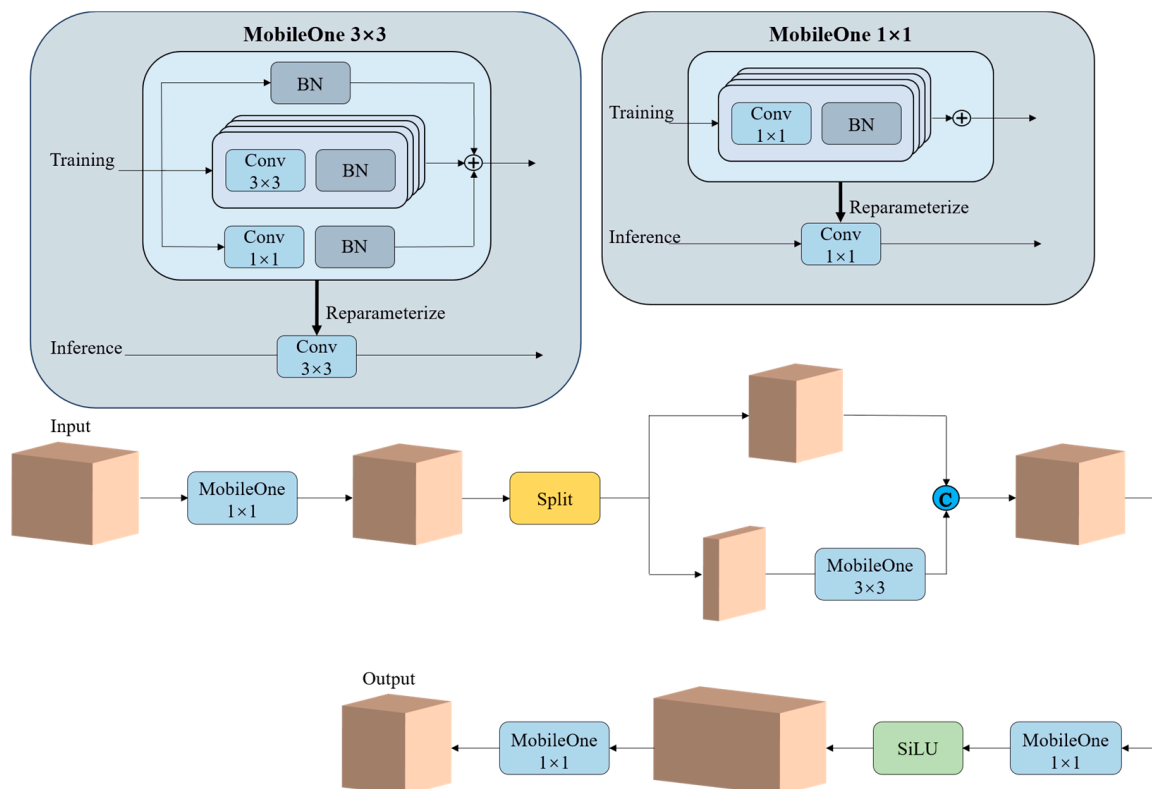 MobileOne 3×3
BN
Training
Conv
3×3
BN
Conv
1×1
BN
Reparameterize
Inference
Conv
3×3
MobileOne 1×1
Training
Conv
1×1
BN
Reparameterize
Inference
Conv
1×1
Input
MobileOne
1×1
Split
C
MobileOne
3×3
Output
MobileOne
1×1
SiLU
MobileOne
1×1